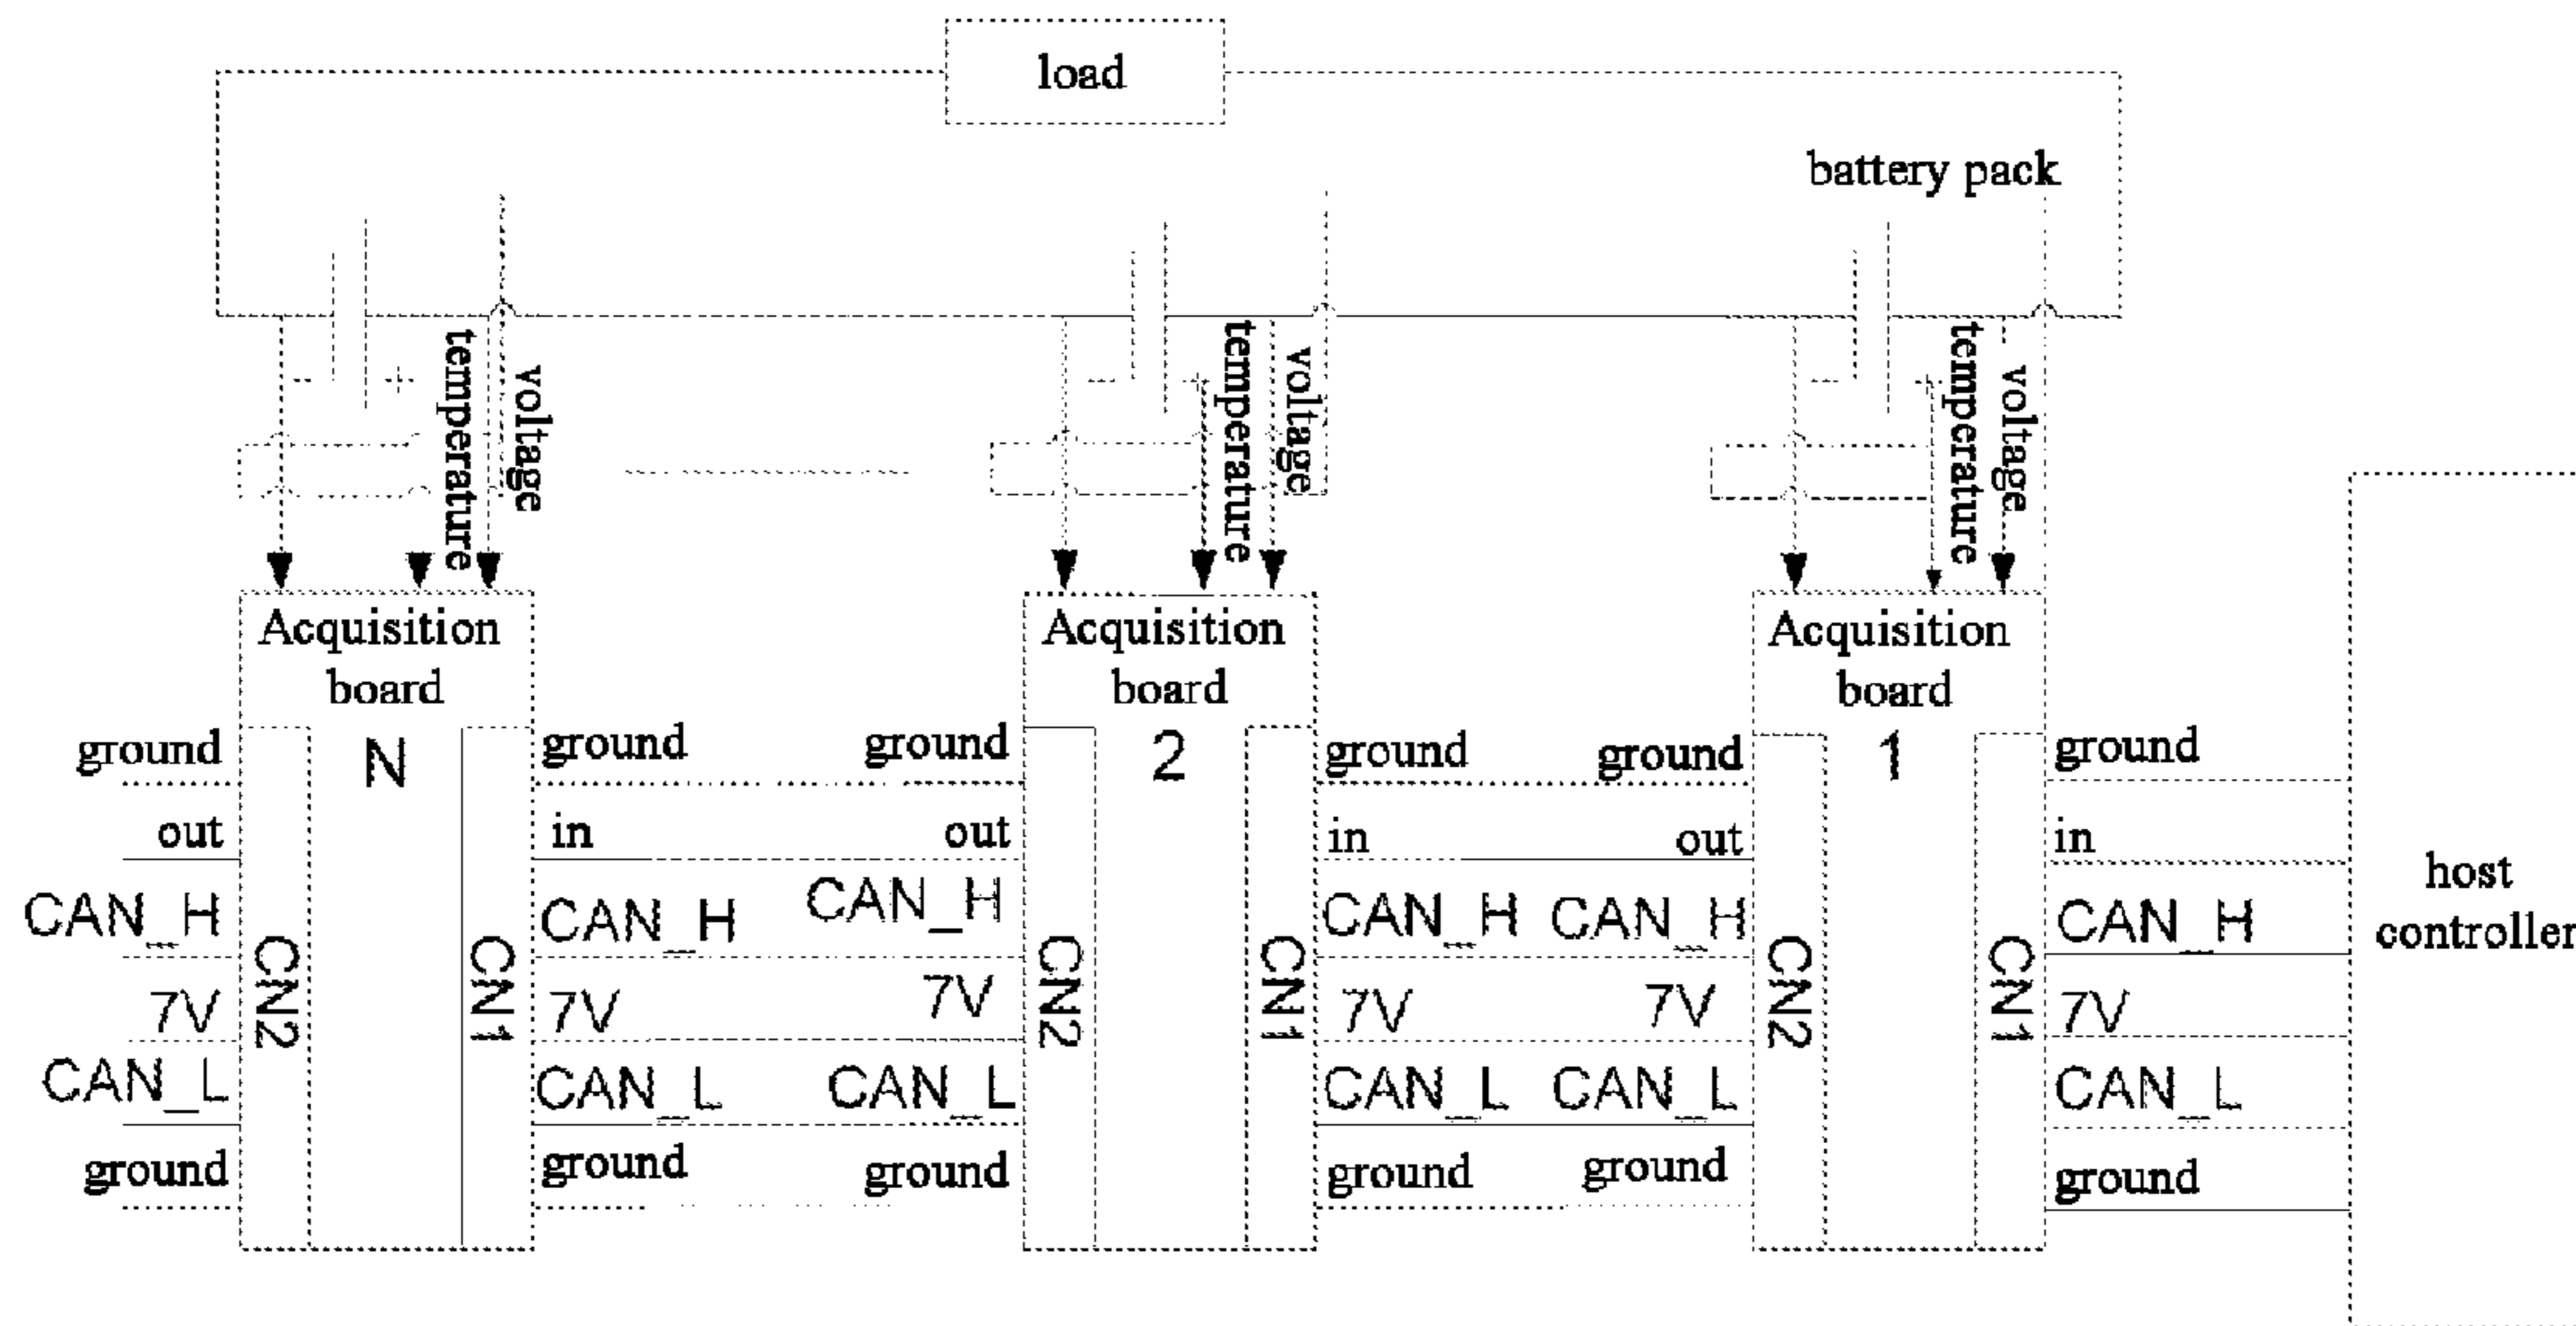 load
battery pack
temperature
voltage
temperature
voltage
temperature
voltage
Acquisition
board
N
Acquisition
board
2
Acquisition
board
1
ground
ground
ground
ground
ground
ground
out
in
out
in
out
in
CAN_H
CAN_H
CAN_H
CAN_H
CAN_H
CAN_H
host
controller
CN2
CN1
CN2
CN1
CN2
CN1
7V
7V
7V
7V
7V
7V
CAN_L
CAN_L
CAN_L
CAN_L
CAN_L
CAN_L
ground
ground
ground
ground
ground
ground